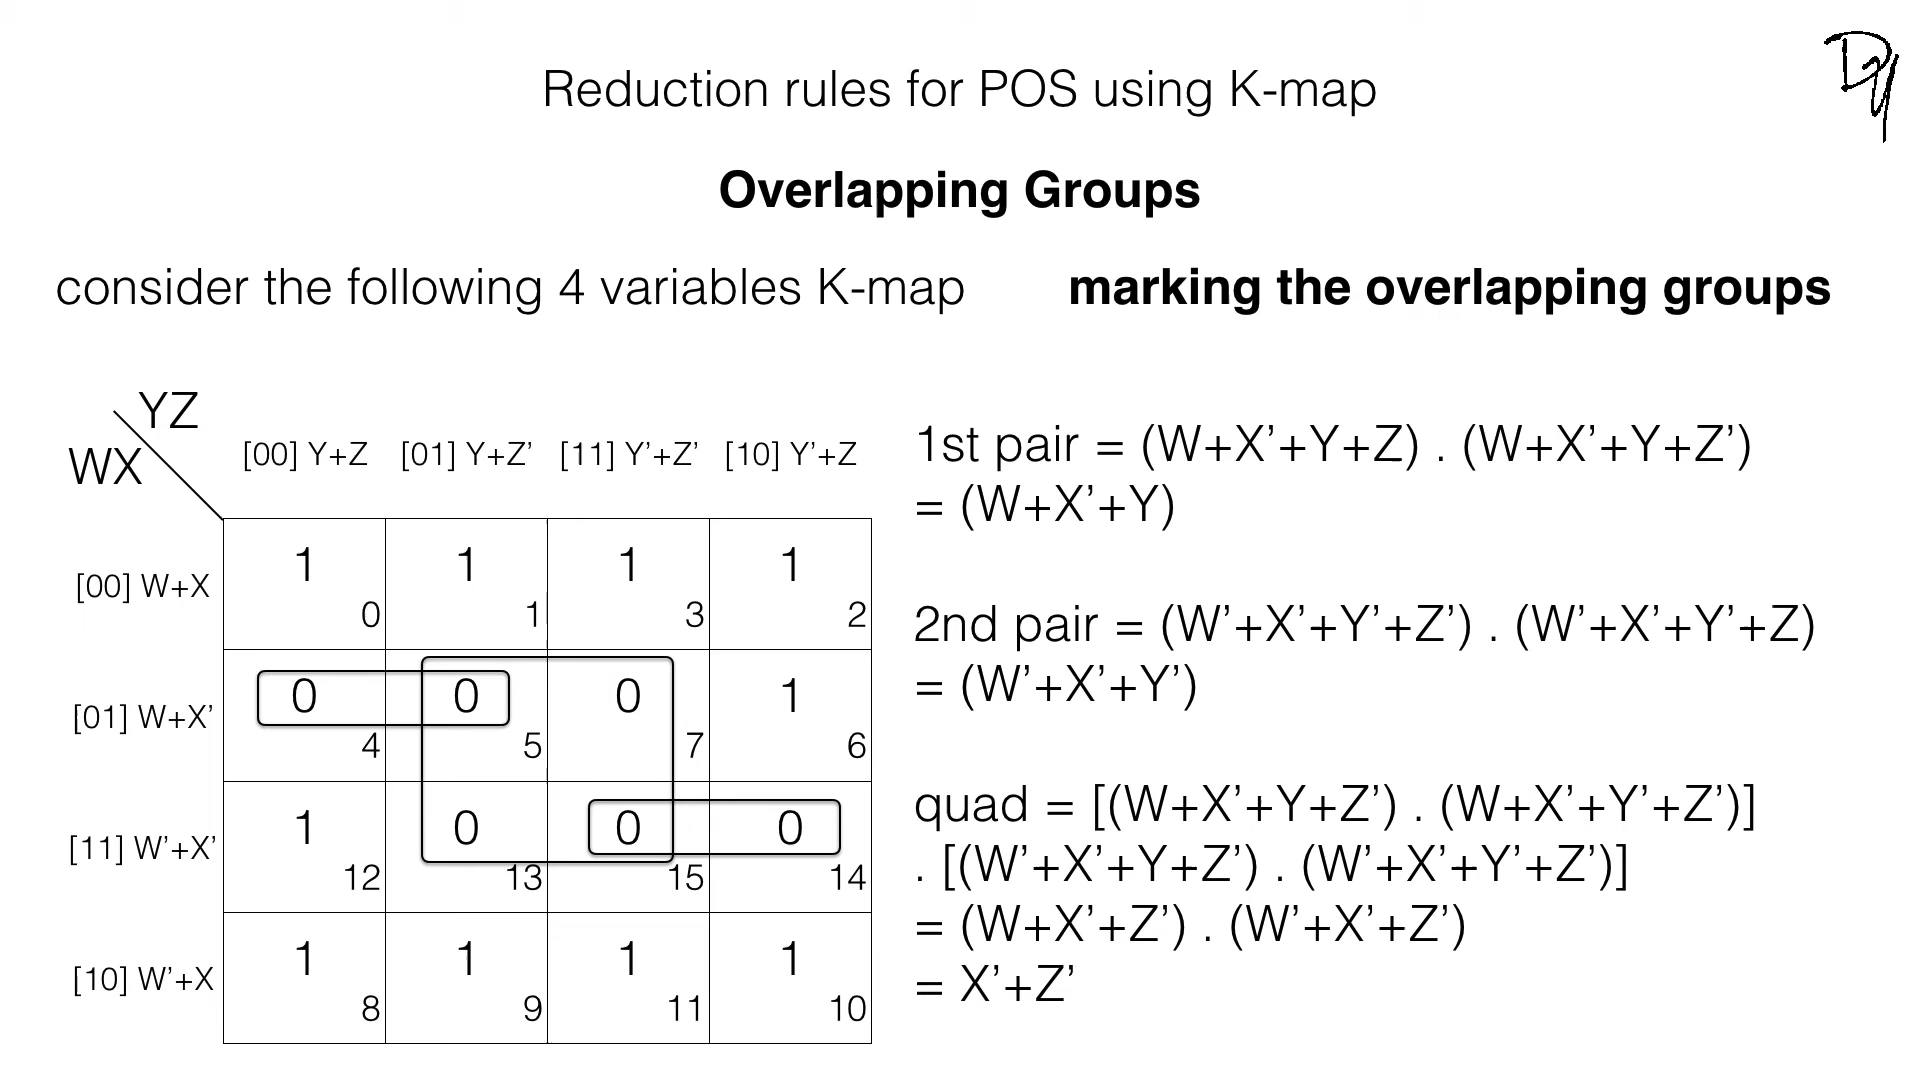 Reduction rules for POS using K-map
Overlapping Groups
consider the following 4 variables K-map
marking the overlapping groups
YZ
WX
[00] Y+Z [01] Y+Z’ [11] Y’+Z’ [10] Y’+Z
[00] W+X
1 1 1 1
0 1 3 2
[01] W+X’
0 0 0 1
4 5 7 6
[11] W’+X’
1 0 0 0
12 13 15 14
[10] W’+X
1 1 1 1
8 9 11 10
1st pair = (W+X’+Y+Z) . (W+X’+Y+Z’)
= (W+X’+Y)
2nd pair = (W’+X’+Y’+Z’) . (W’+X’+Y’+Z)
= (W’+X’+Y’)
quad = [(W+X’+Y+Z’) . (W+X’+Y’+Z’)]
. [(W’+X’+Y+Z’) . (W’+X’+Y’+Z’)]
= (W+X’+Z’) . (W’+X’+Z’)
= X’+Z’